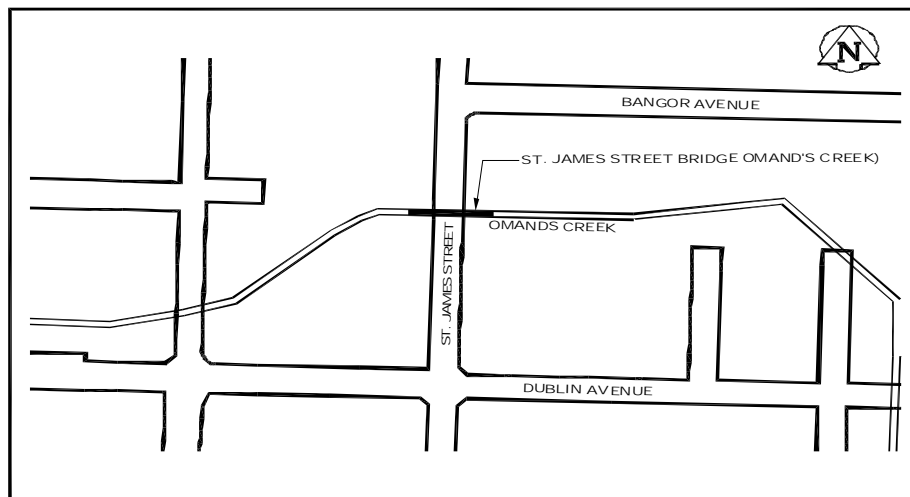 N
BANGOR AVENUE
ST. JAMES STREET BRIDGE OMAND'S CREEK)
OMANDS CREEK
ST. JAMES STREET
DUBLIN AVENUE